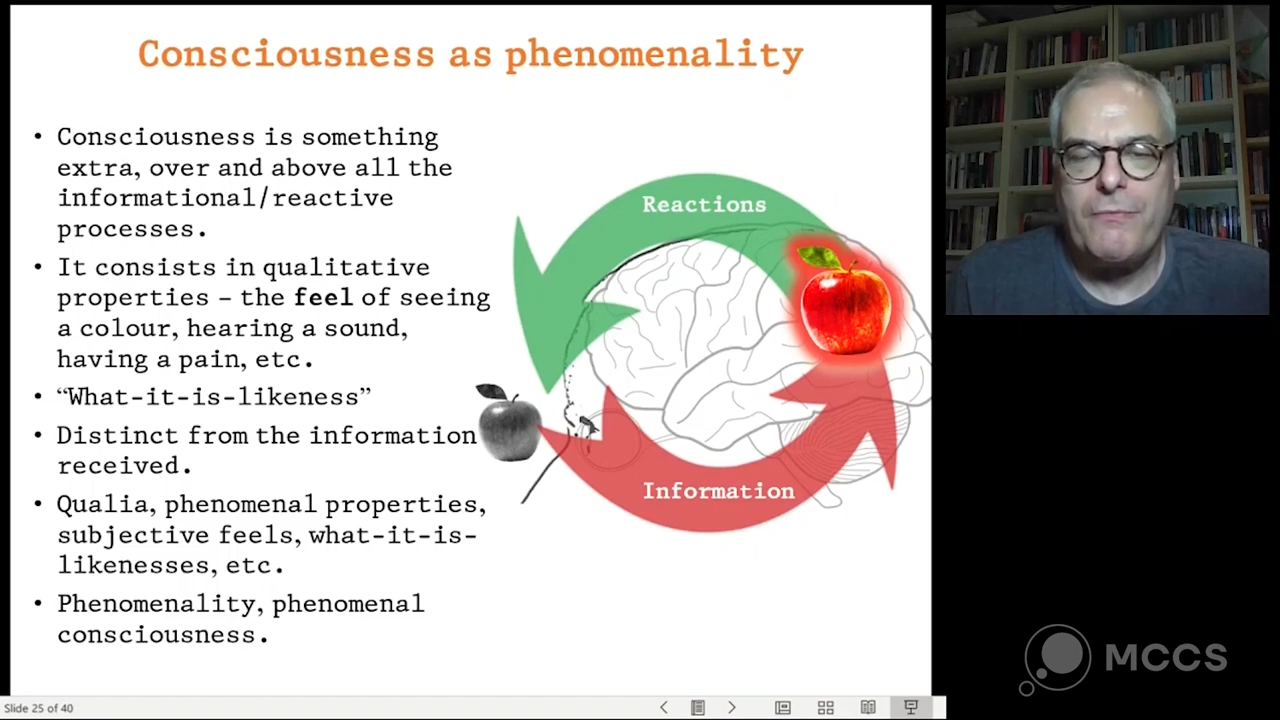 Consciousness as phenomenality
• Consciousness is something
extra, over and above all the
informational/reactive
processes.
• It consists in qualitative
properties – the feel of seeing
a colour, hearing a sound,
having a pain, etc.
• “What-it-is-likeness”
• Distinct from the information
received.
• Qualia, phenomenal properties,
subjective feels, what-it-is-
likenesses, etc.
• Phenomenality, phenomenal
consciousness.
Reactions
Information
MCCS
Slide 25 of 40